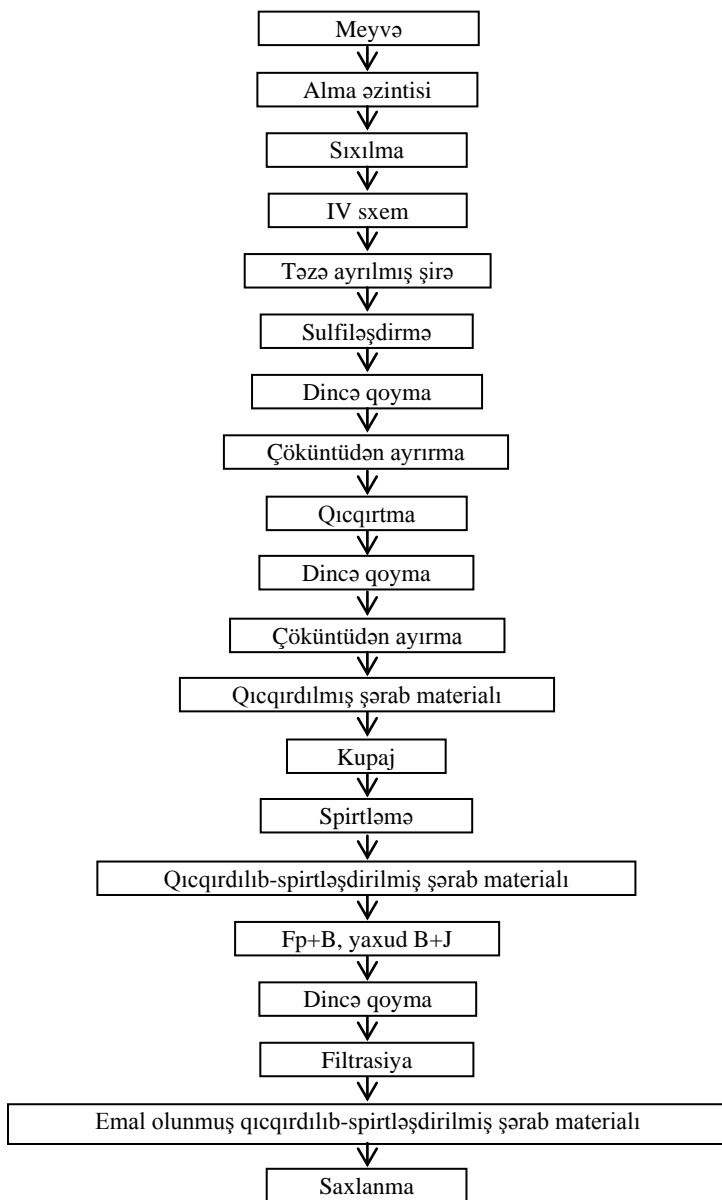 Meyvə
Alma əzintisi
Sıxılma
IV sxem
Təzə ayrılmış şirə
Sulfiləşdirmə
Dincə qoyma
Çöküntüdən ayrırma
Qıcqırtma
Dincə qoyma
Çöküntüdən ayırma
Qıcqırdılmış şərab materialı
Kupaj
Spirtləmə
Qıcqırdılıb-spirtləşdirilmiş şərab materialı
Fp+B, yaxud B+J
Dincə qoyma
Filtrasiya
Emal olunmuş qıcqırdılıb-spirtləşdirilmiş şərab materialı
Saxlanma